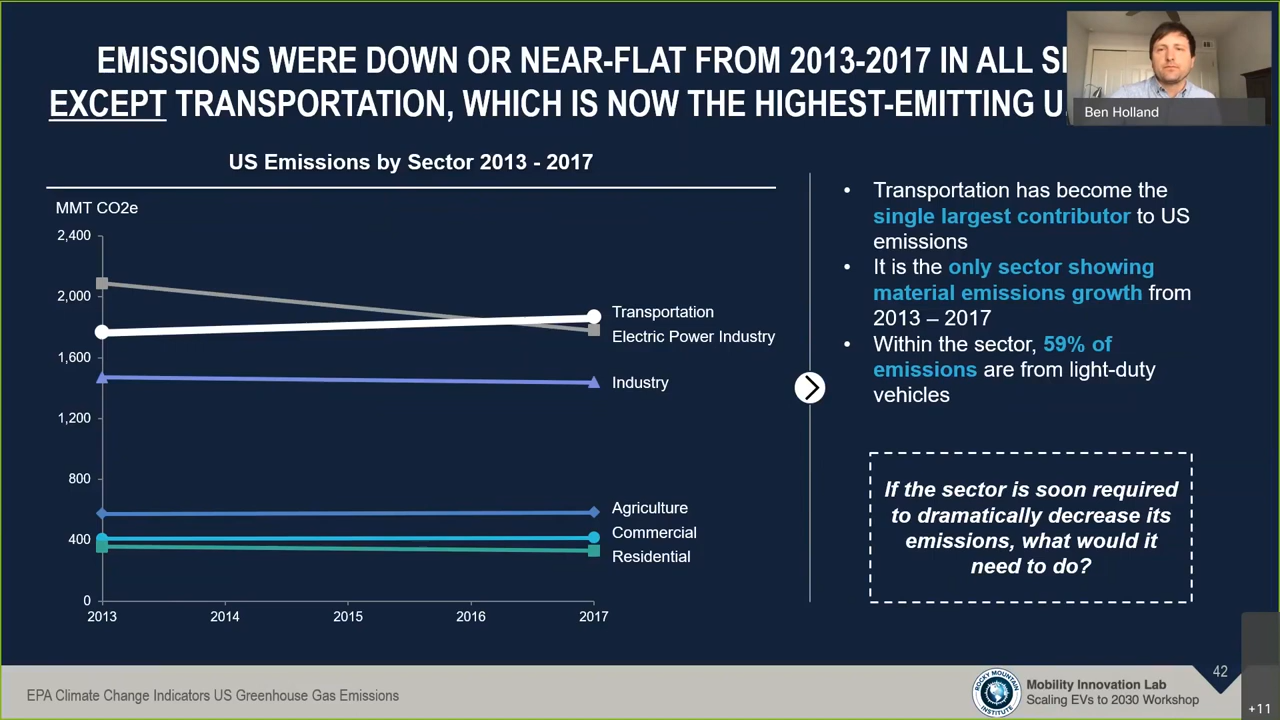 EMISSIONS WERE DOWN OR NEAR-FLAT FROM 2013-2017 IN ALL
EXCEPT TRANSPORTATION, WHICH IS NOW THE HIGHEST-EMITTING
Ben Holland
US Emissions by Sector 2013 - 2017
MMT CO2e
2,400
2,000
1,600
1,200
800
400
0
2013 2014 2015 2016 2017
Transportation
Electric Power Industry
Industry
Agriculture
Commercial
Residential
• Transportation has become the
single largest contributor to US
emissions
• It is the only sector showing
material emissions growth from
2013 – 2017
• Within the sector, 59% of
emissions are from light-duty
vehicles
If the sector is soon required
to dramatically decrease its
emissions, what would it
need to do?
EPA Climate Change Indicators US Greenhouse Gas Emissions
ROCKY MOUNTAIN
INSTITUTE
Mobility Innovation Lab
Scaling EVs to 2030 Workshop
42
+11